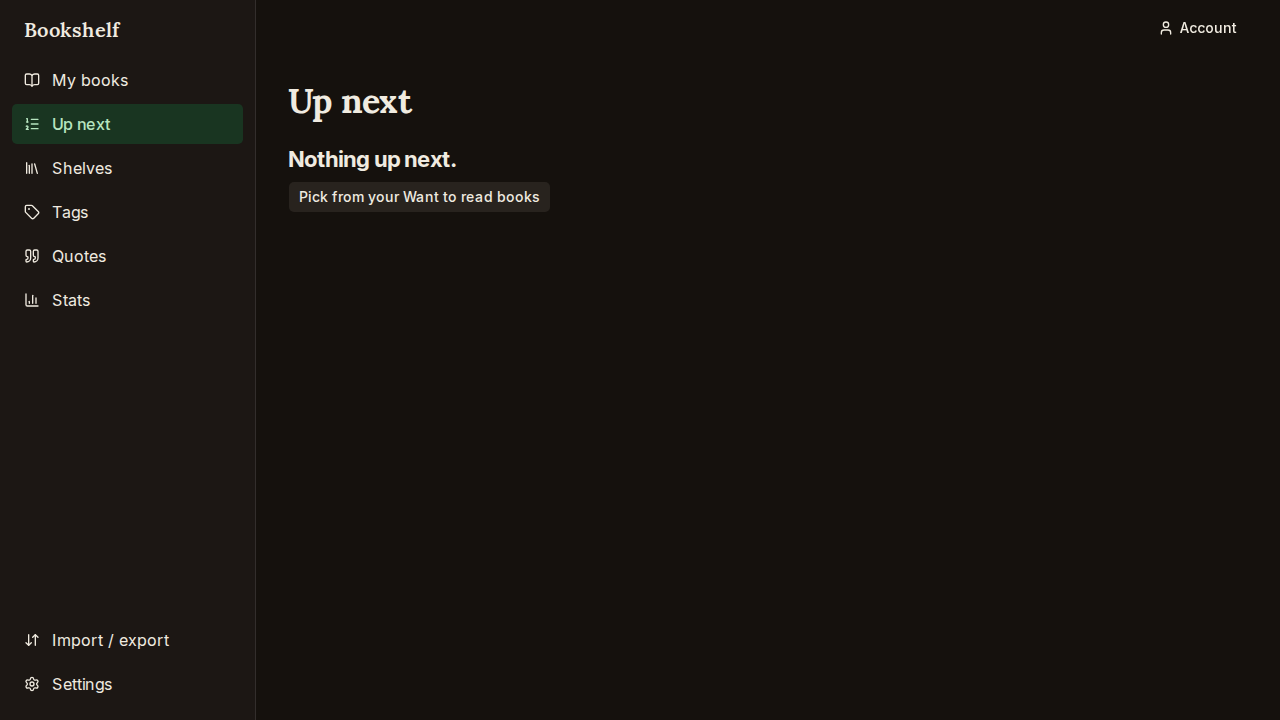 Bookshelf
My books
Up next
Shelves
Tags
Quotes
Stats
Import / export
Settings
Account
Up next
Nothing up next.
Pick from your Want to read books